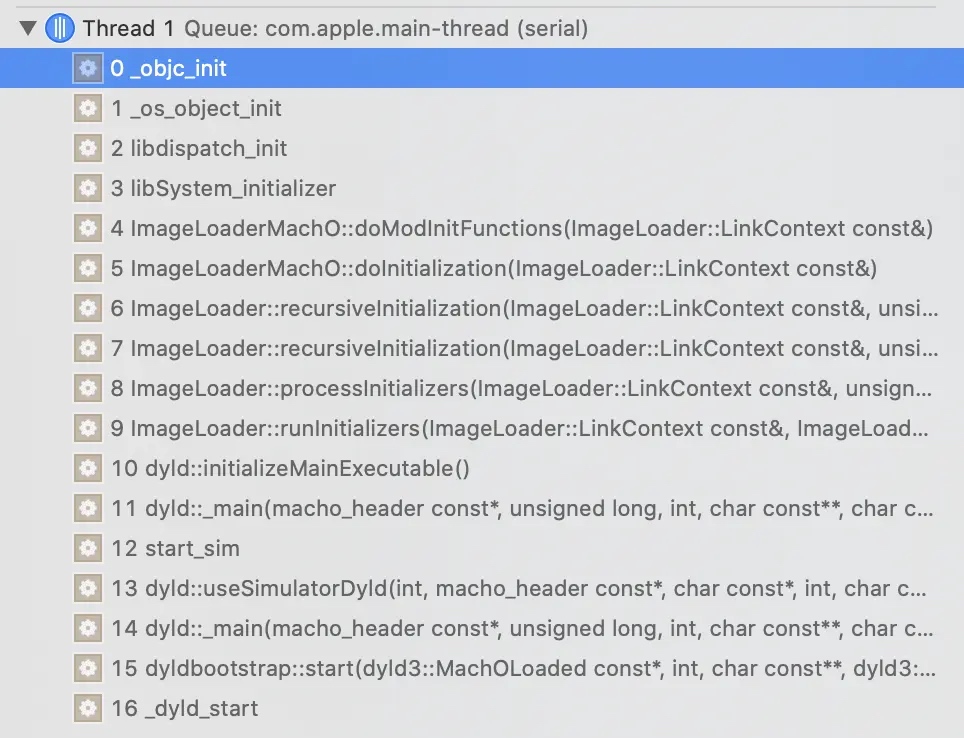 Thread 1 Queue: com.apple.main-thread (serial)
0 _objc_init
1 _os_object_init
2 libdispatch_init
3 libSystem_initializer
4 ImageLoaderMachO::doModInitFunctions(ImageLoader::LinkContext const&)
5 ImageLoaderMachO::doInitialization(ImageLoader::LinkContext const&)
6 ImageLoader::recursiveInitialization(ImageLoader::LinkContext const&, unsi...
7 ImageLoader::recursiveInitialization(ImageLoader::LinkContext const&, unsi...
8 ImageLoader::processInitializers(ImageLoader::LinkContext const&, unsign...
9 ImageLoader::runInitializers(ImageLoader::LinkContext const&, ImageLoad...
10 dyld::initializeMainExecutable()
11 dyld::_main(macho_header const*, unsigned long, int, char const**, char c...
12 start_sim
13 dyld::useSimulatorDyld(int, macho_header const*, char const*, int, char c...
14 dyld::_main(macho_header const*, unsigned long, int, char const**, char c...
15 dyldbootstrap::start(dyld3::MachOLoaded const*, int, char const**, dyld3:...
16 _dyld_start